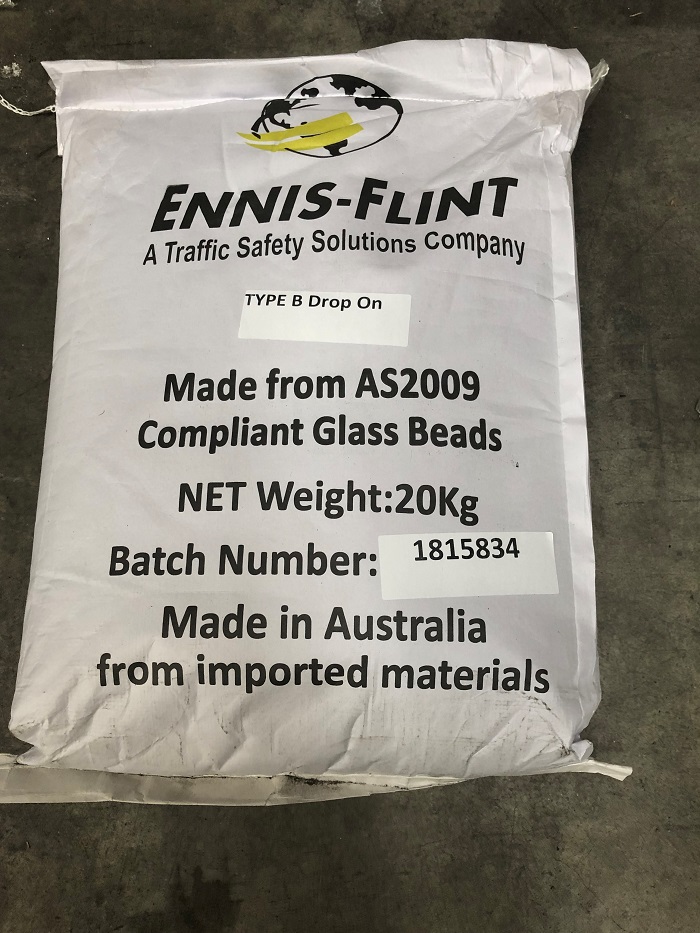 ENNIS-FLINT
A Traffic Safety Solutions Company
TYPE B Drop On
Made from AS2009
Compliant Glass Beads
NET Weight:20Kg
Batch Number: 1815834
Made in Australia
from imported materials